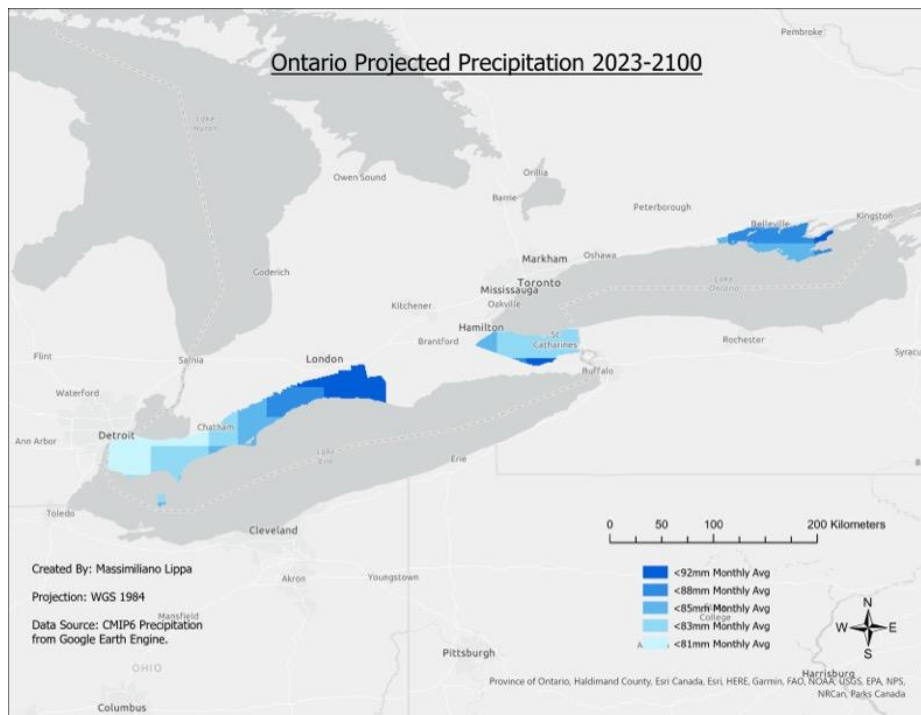 Pembroke
Ontario Projected Precipitation 2023-2100
Lake
Huron
Owen Sound
Orillia
Barrie
Peterborough
Belleville
Kingston
Markham
Oshawa
Goderich
Toronto
Mississauga
Lake
Ontario
Oakville
Kitchener
Hamilton
St
Catharines
Brantford
Rochester
Syracu
Flint
Sarnia
London
Buffalo
Waterford
Detroit
Chatham
Ann Arbor
Lake
Erie
Erie
Toledo
Cleveland
0 50 100 200 Kilometers
Created By: Massimiliano Lippa
Akron
Youngstown
<92mm Monthly Avg
<88mm Monthly Avg
<85mm Monthly Avg
<83mm Monthly Avg
<81mm Monthly Avg
Projection: WGS 1984
Mansfield
College
Data Source: CMIP6 Precipitation
from Google Earth Engine.
N
W E
S
Pittsburgh
OHIO
Harrisburg
Province of Ontario, Haldimand County, Esri Canada, Esri, HERE, Garmin, FAO, NOAA, USGS, EPA, NPS,
NRCan, Parks Canada
Columbus